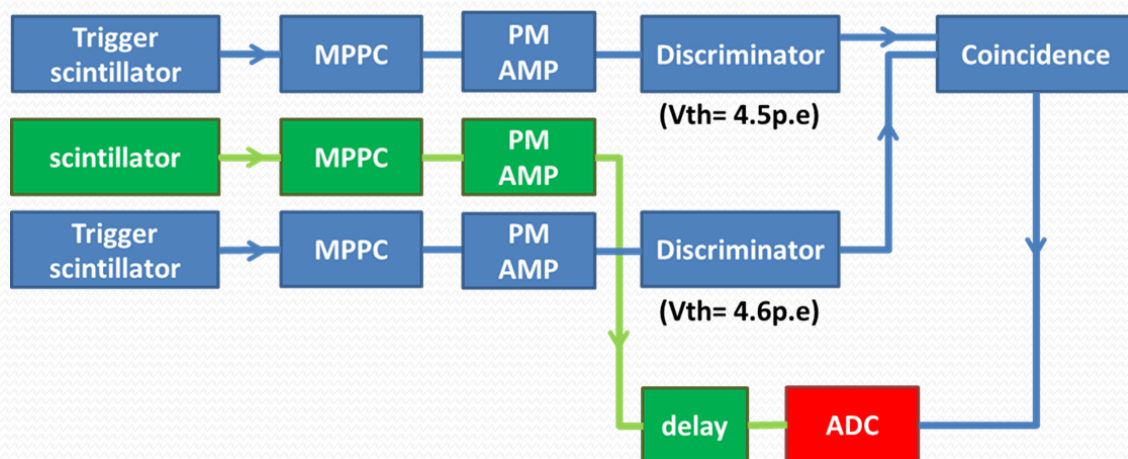 Trigger
scintillator
MPPC
PM
AMP
Discriminator
Coincidence
(Vth= 4.5p.e)
scintillator
MPPC
PM
AMP
Trigger
scintillator
MPPC
PM
AMP
Discriminator
(Vth= 4.6p.e)
delay
ADC